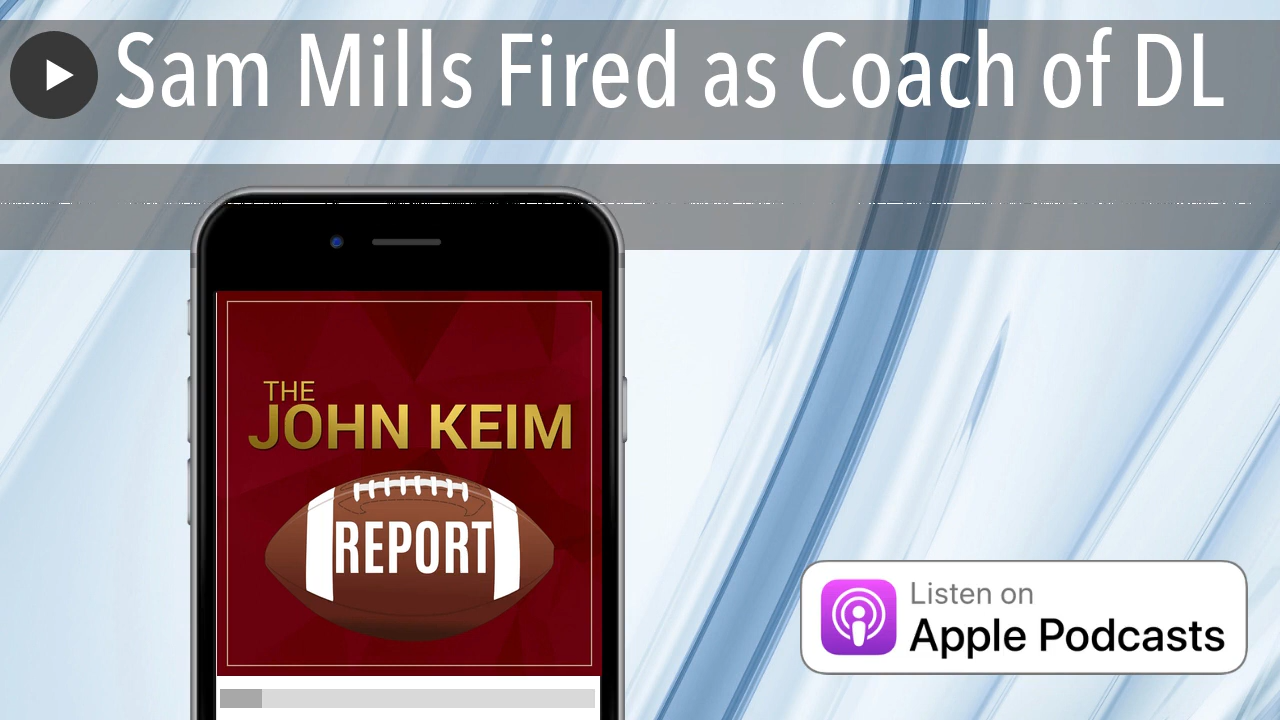 Sam Mills Fired as Coach of DL
THE
JOHN KEIM
REPORT
Listen on
Apple Podcasts